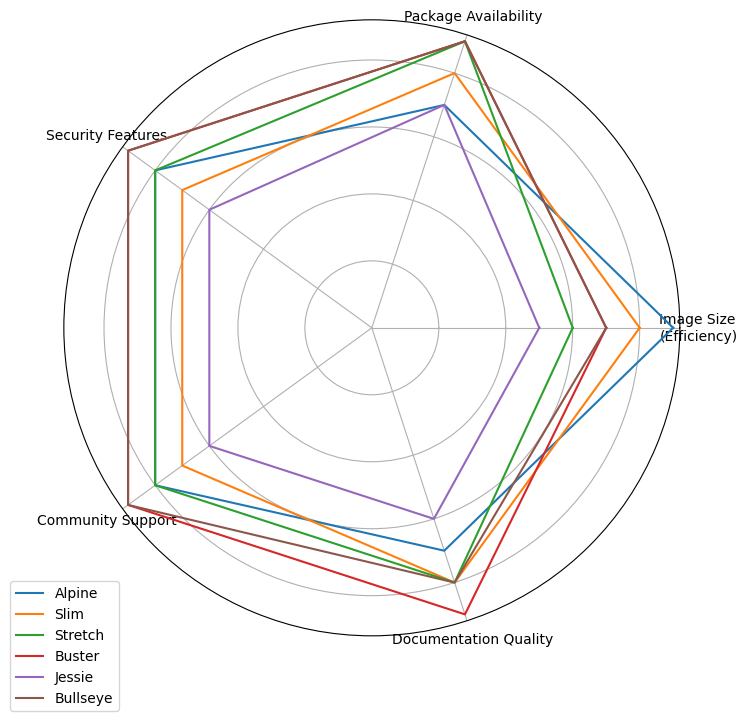 Package Availability
Security Features
Image Size
(Efficiency)
Community Support
Documentation Quality
Alpine
Slim
Stretch
Buster
Jessie
Bullseye